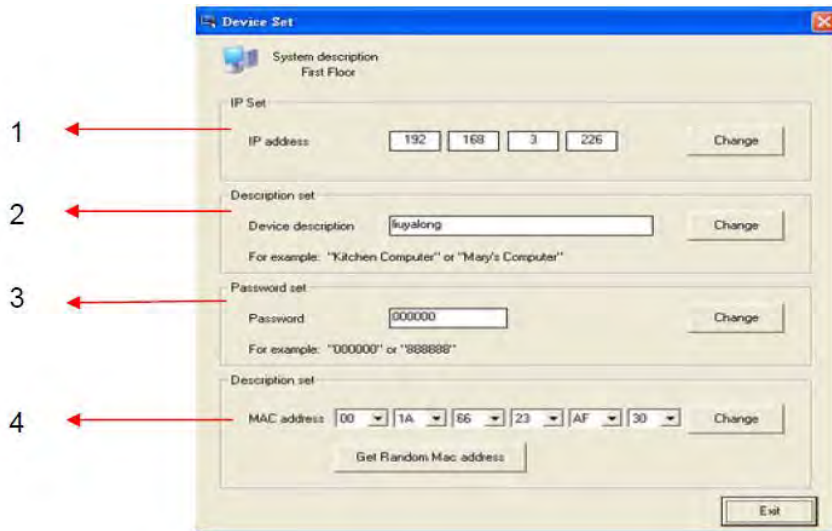 Device Set
System description
First Floor
IP Set
1
IP address 192 168 3 226 Change
Description set
2
Device description liuyalong Change
For example: "Kitchen Computer" or "Mary's Computer"
Password set
3
Password 000000 Change
For example: "000000" or "888888"
Description set
4
MAC address 00 1A 66 23 AF 30 Change
Get Random Mac address
Exit